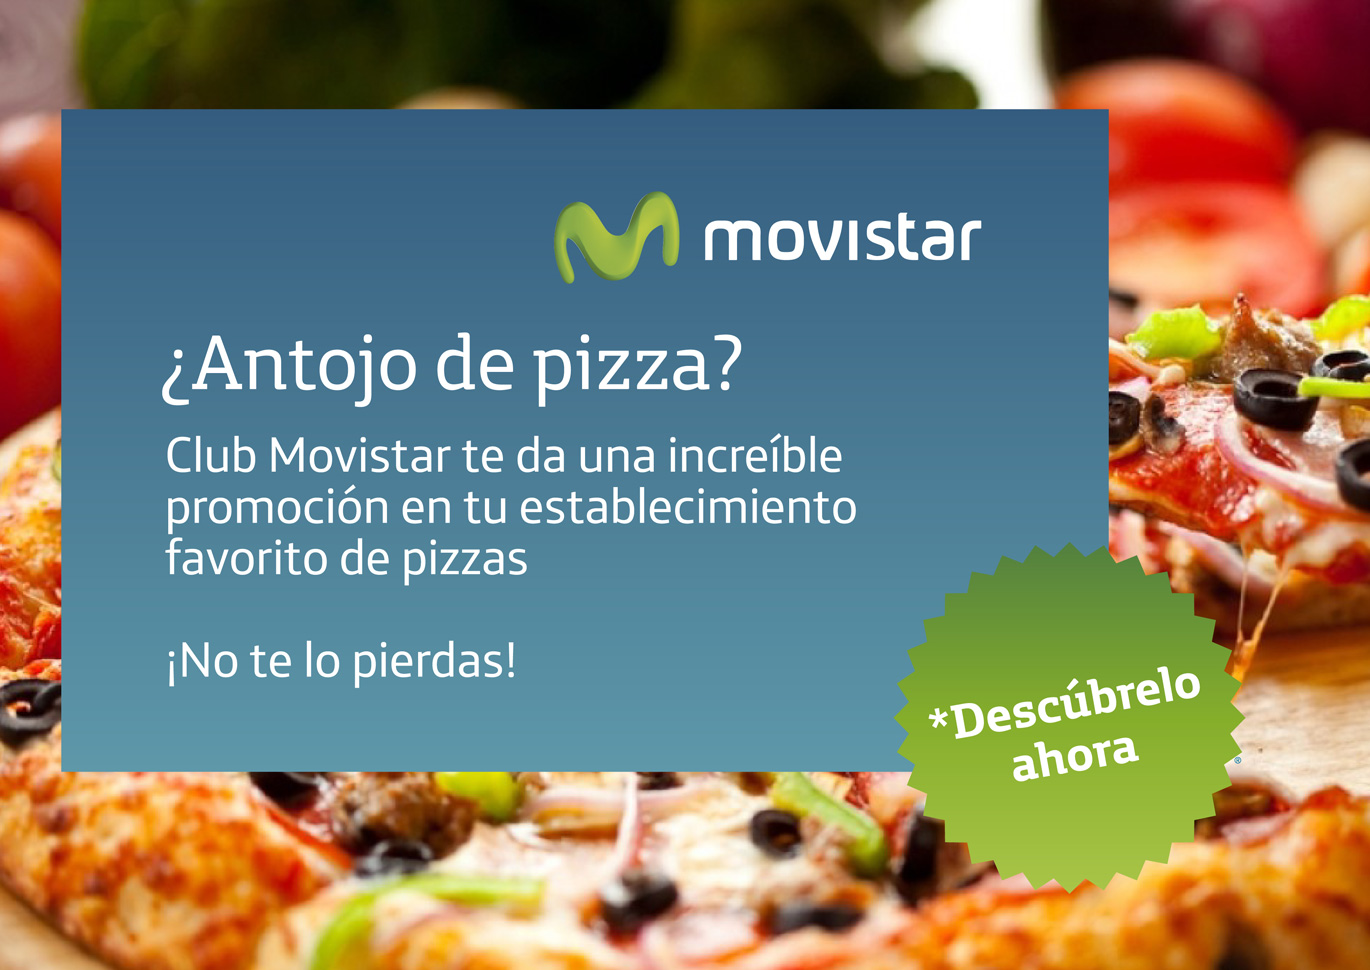 movistar
¿Antojo de pizza?
Club Movistar te da una increíble
promoción en tu establecimiento
favorito de pizzas
¡No te lo pierdas!
*Descúbrelo
ahora
®